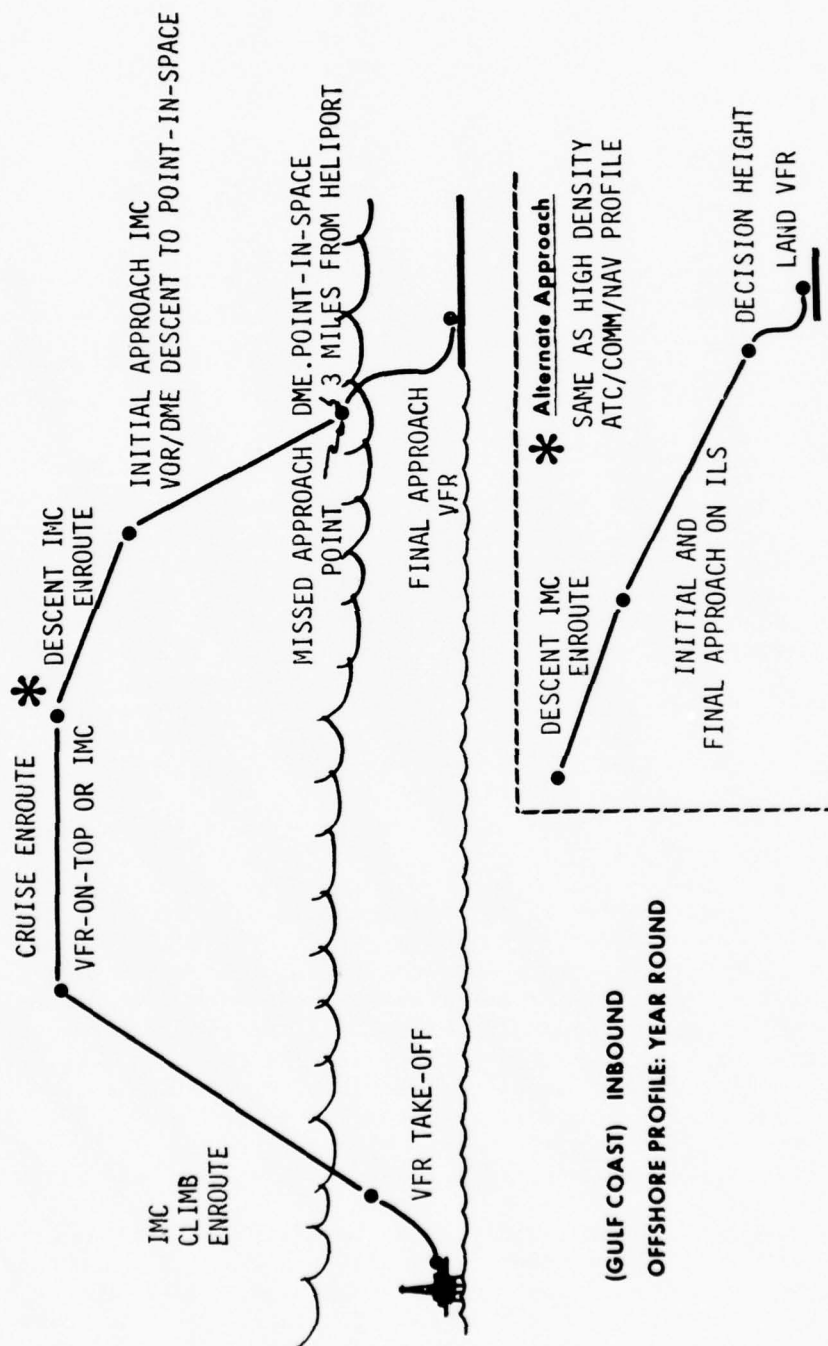 CRUISE ENROUTE
VFR-ON-TOP OR IMC
DESCENT IMC
ENROUTE
INITIAL APPROACH IMC
VOR/DME DESCENT TO POINT-IN-SPACE
IMC
CLIMB
ENROUTE
MISSED APPROACH
POINT
DME.POINT-IN-SPACE
3 MILES FROM HELIPORT
VFR TAKE-OFF
FINAL APPROACH
VFR
(GULF COAST) INBOUND
OFFSHORE PROFILE: YEAR ROUND
Alternate Approach
SAME AS HIGH DENSITY
ATC/COMM/NAV PROFILE
DESCENT IMC
ENROUTE
INITIAL AND
FINAL APPROACH ON ILS
DECISION HEIGHT
LAND VFR